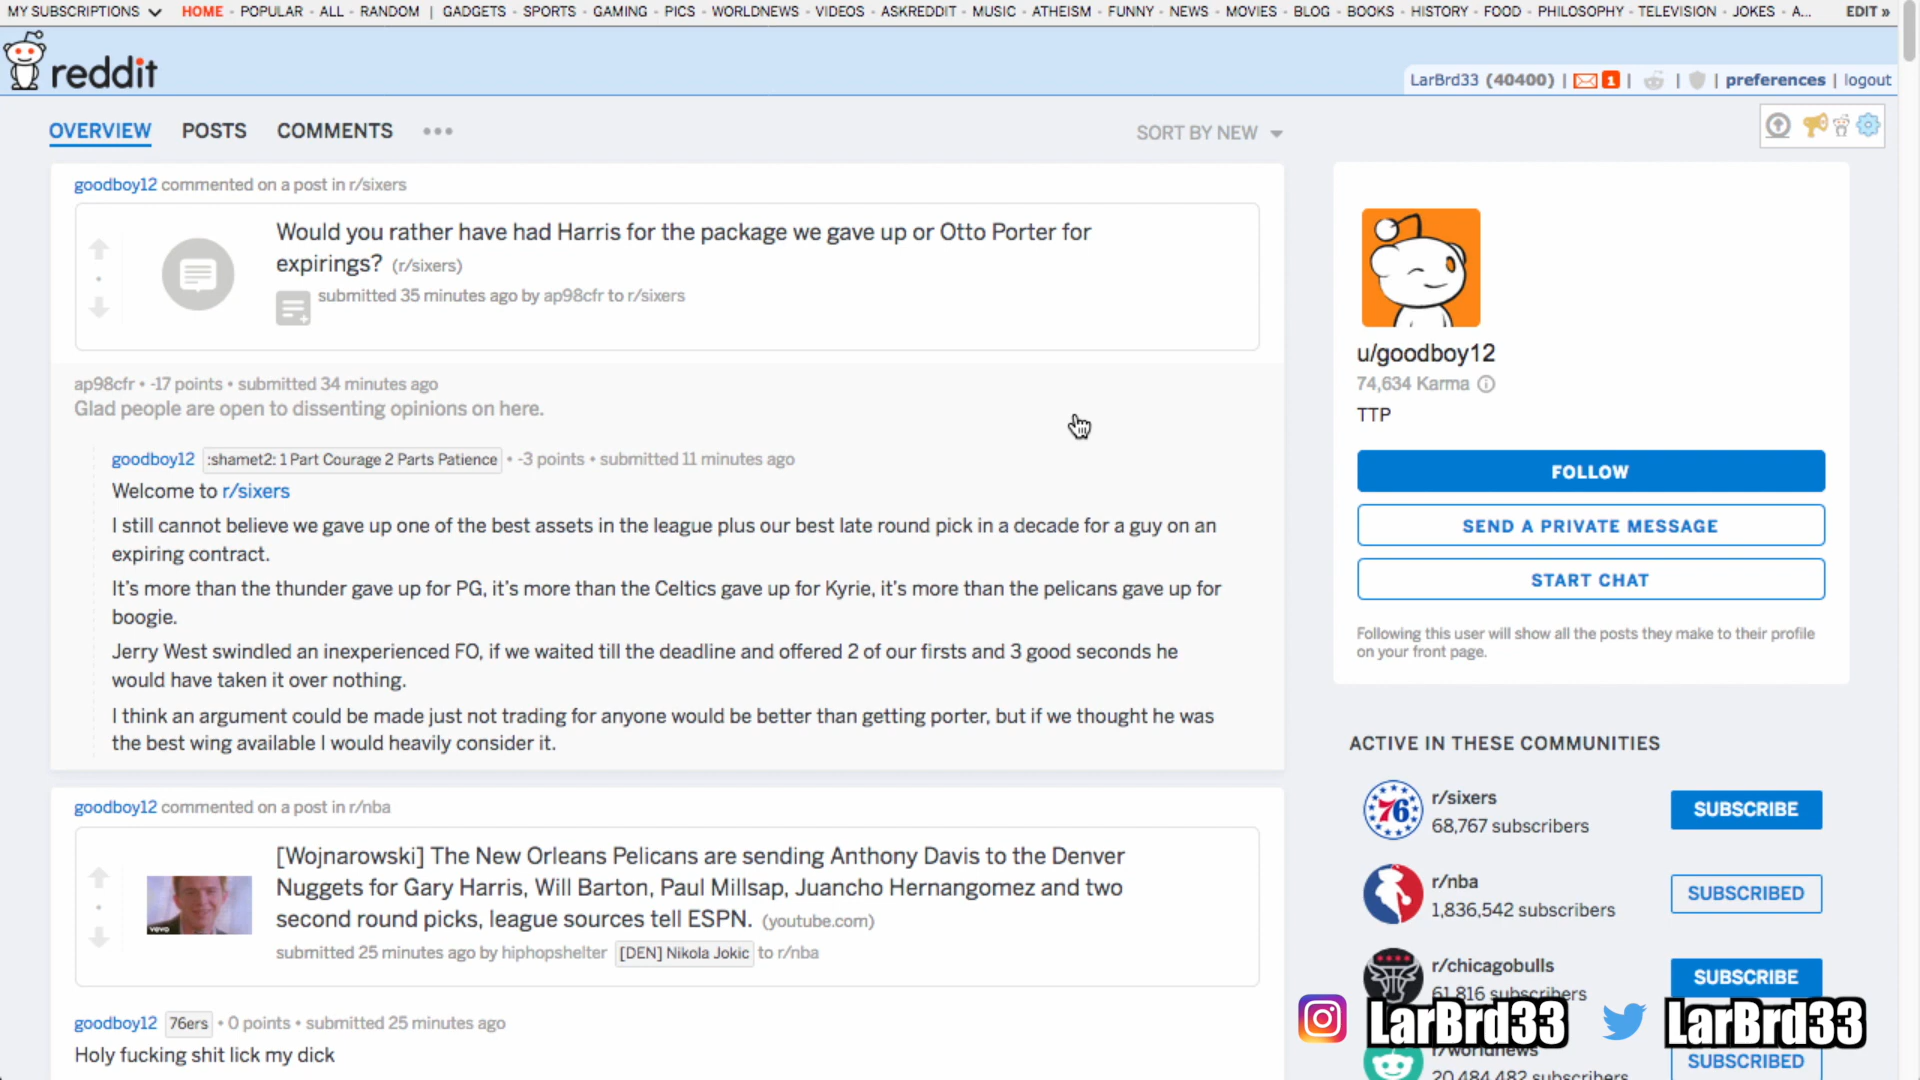 MY SUBSCRIPTIONS HOME - POPULAR - ALL - RANDOM | GADGETS - SPORTS - GAMING - PICS - WORLDNEWS - VIDEOS - ASKREDDIT - MUSIC - ATHEISM - FUNNY - NEWS - MOVIES - BLOG - BOOKS - HISTORY - FOOD - PHILOSOPHY - TELEVISION - JOKES - A... EDIT »
reddit
LarBrd33 (40400) | 1 | | | preferences | logout
OVERVIEW POSTS COMMENTS •••
SORT BY NEW
goodboy12 commented on a post in r/sixers
Would you rather have had Harris for the package we gave up or Otto Porter for
expirings? (r/sixers)
submitted 35 minutes ago by ap98cfr to r/sixers
ap98cfr • -17 points • submitted 34 minutes ago
Glad people are open to dissenting opinions on here.
goodboy12 :shamet2: 1 Part Courage 2 Parts Patience • -3 points • submitted 11 minutes ago
Welcome to r/sixers
I still cannot believe we gave up one of the best assets in the league plus our best late round pick in a decade for a guy on an
expiring contract.
It's more than the thunder gave up for PG, it's more than the Celtics gave up for Kyrie, it's more than the pelicans gave up for
boogie.
Jerry West swindled an inexperienced FO, if we waited till the deadline and offered 2 of our firsts and 3 good seconds he
would have taken it over nothing.
I think an argument could be made just not trading for anyone would be better than getting porter, but if we thought he was
the best wing available I would heavily consider it.
goodboy12 commented on a post in r/nba
[Wojnarowski] The New Orleans Pelicans are sending Anthony Davis to the Denver
Nuggets for Gary Harris, Will Barton, Paul Millsap, Juancho Hernangomez and two
second round picks, league sources tell ESPN. (youtube.com)
vevo
submitted 25 minutes ago by hiphopshelter [DEN] Nikola Jokic to r/nba
goodboy12 76ers • 0 points • submitted 25 minutes ago
Holy fucking shit lick my dick
u/goodboy12
74,634 Karma
TTP
FOLLOW
SEND A PRIVATE MESSAGE
START CHAT
Following this user will show all the posts they make to their profile
on your front page.
ACTIVE IN THESE COMMUNITIES
76
r/sixers
68,767 subscribers
SUBSCRIBE
r/nba
1,836,542 subscribers
SUBSCRIBED
r/chicagobulls
61,816 subscribers
SUBSCRIBE
LarBrd33 LarBrd33
r/worldnews
20,484,482 subscribers
SUBSCRIBED